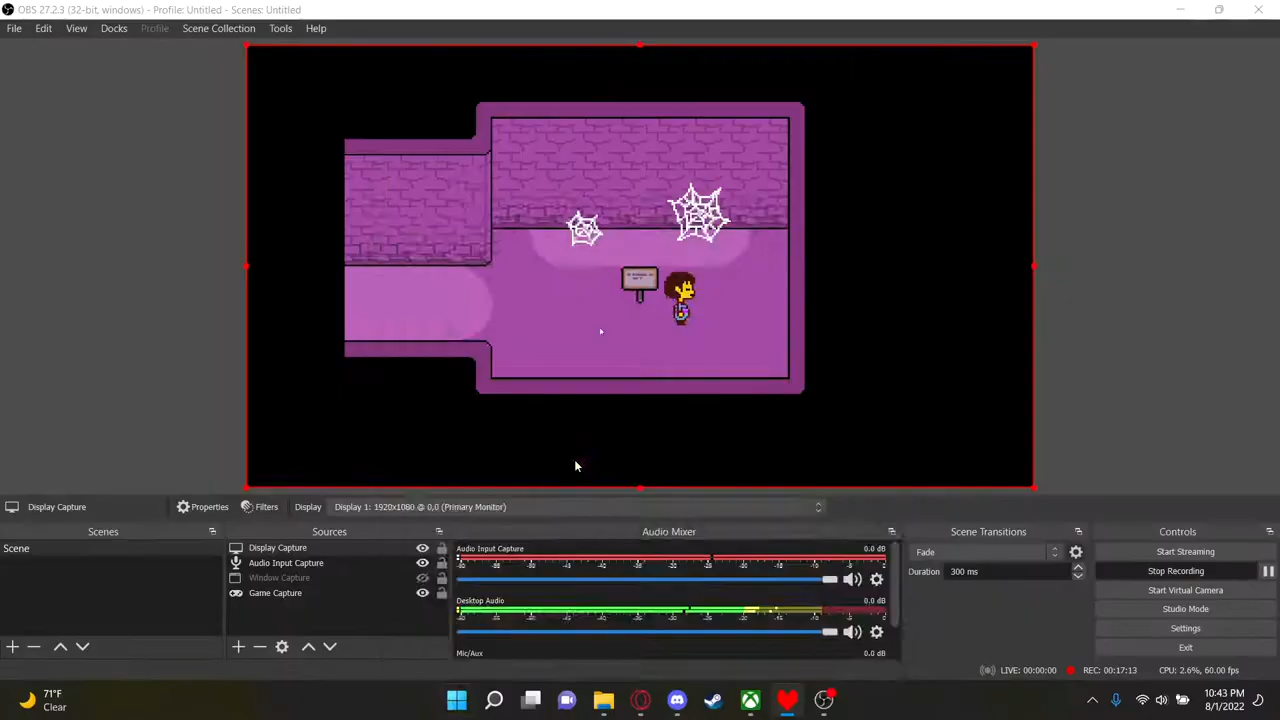 OBS 27.2.3 (32-bit, windows) - Profile: Untitled - Scenes: Untitled
File Edit View Docks Profile Scene Collection Tools Help
Display Capture Properties Filters Display Display 1: 1920x1080 @ 0,0 (Primary Monitor)
Scenes Sources Audio Mixer Scene Transitions Controls
Scene
Display Capture
Audio Input Capture
Window Capture
Game Capture
Audio Input Capture 0.0 dB
Desktop Audio 0.0 dB
Mic/Aux 0.0 dB
Fade
Duration 300 ms
Start Streaming
Stop Recording
Start Virtual Camera
Studio Mode
Settings
Exit
LIVE: 00:00:00 REC: 00:17:13 CPU: 2.6%, 60.00 fps
71°F
Clear
10:43 PM
8/1/2022